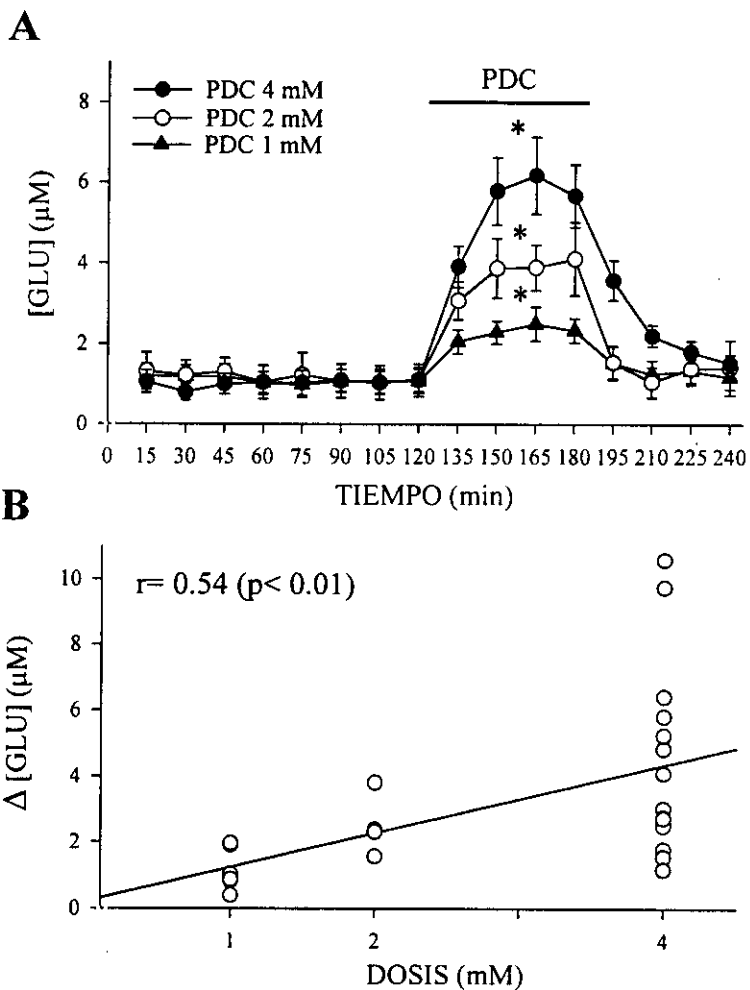 A
PDC
PDC 4 mM
PDC 2 mM
PDC 1 mM
*
*
*
8
6
4
2
0
[GLU] (µM)
0 15 30 45 60 75 90 105 120 135 150 165 180 195 210 225 240
TIEMPO (min)
B
r= 0.54 (p< 0.01)
10
8
6
4
2
0
Δ [GLU] (µM)
1 2 4
DOSIS (mM)